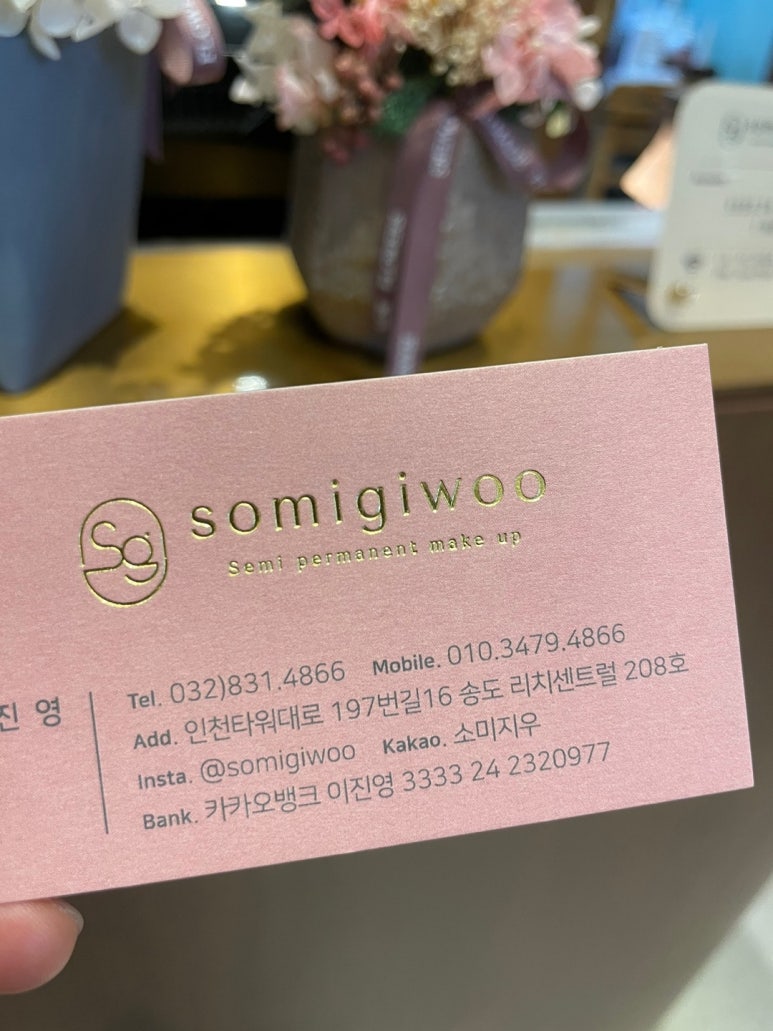 Sg
somigiwoo
Semi permanent make up
진 영
Tel. 032)831.4866 Mobile. 010.3479.4866
Add. 인천타워대로 197번길16 송도 리치센트럴 208호
Insta. @somigiwoo Kakao. 소미지우
Bank. 카카오뱅크 이진영 3333 24 2320977